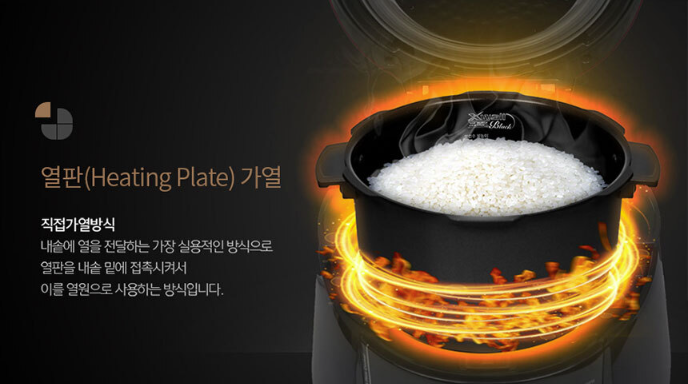 열판(Heating Plate) 가열
직접가열방식
내솥에 열을 전달하는 가장 실용적인 방식으로
열판을 내솥 밑에 접촉시켜서
이를 열원으로 사용하는 방식입니다.
Xwall
Black